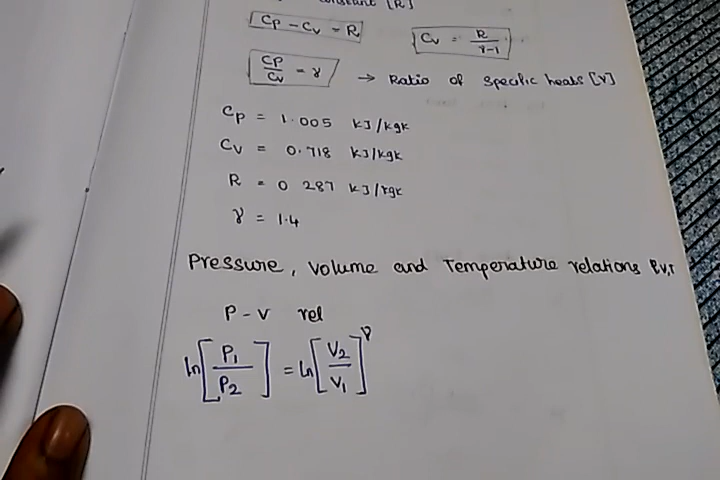 constant [R]
Cp - Cv = R
Cv = R/γ-1
Cp/Cv = γ → Ratio of specific heats [γ]
Cp = 1.005 kJ/kgk
Cv = 0.718 kJ/kgk
R = 0 287 kJ/kgk
γ = 1.4
Pressure, Volume and Temperature relations P,V,T
P - V rel
ln[P1/P2] = ln[V2/V1]^γ